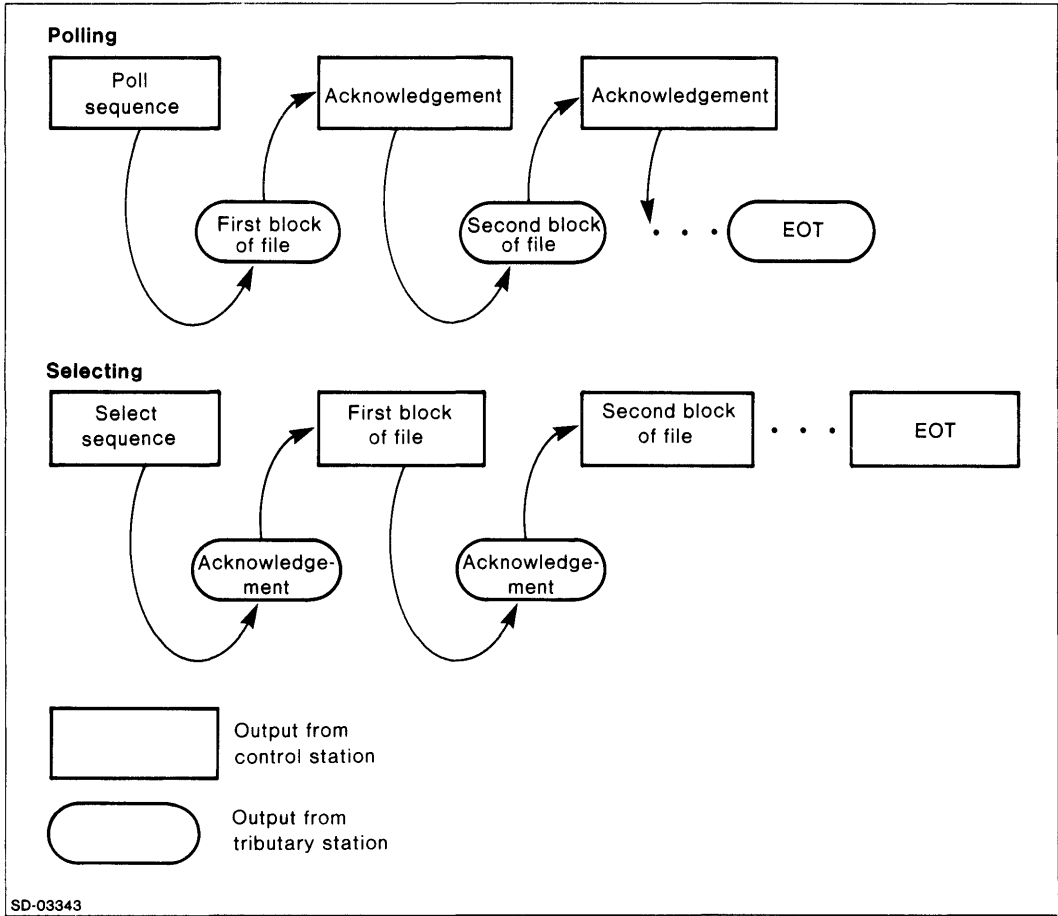 Polling
Poll
sequence
Acknowledgement
Acknowledgement
First block
of file
Second block
of file
. . .
EOT
Selecting
Select
sequence
First block
of file
Second block
of file
. . .
EOT
Acknowledge-
ment
Acknowledge-
ment
Output from
control station
Output from
tributary station
SD-03343